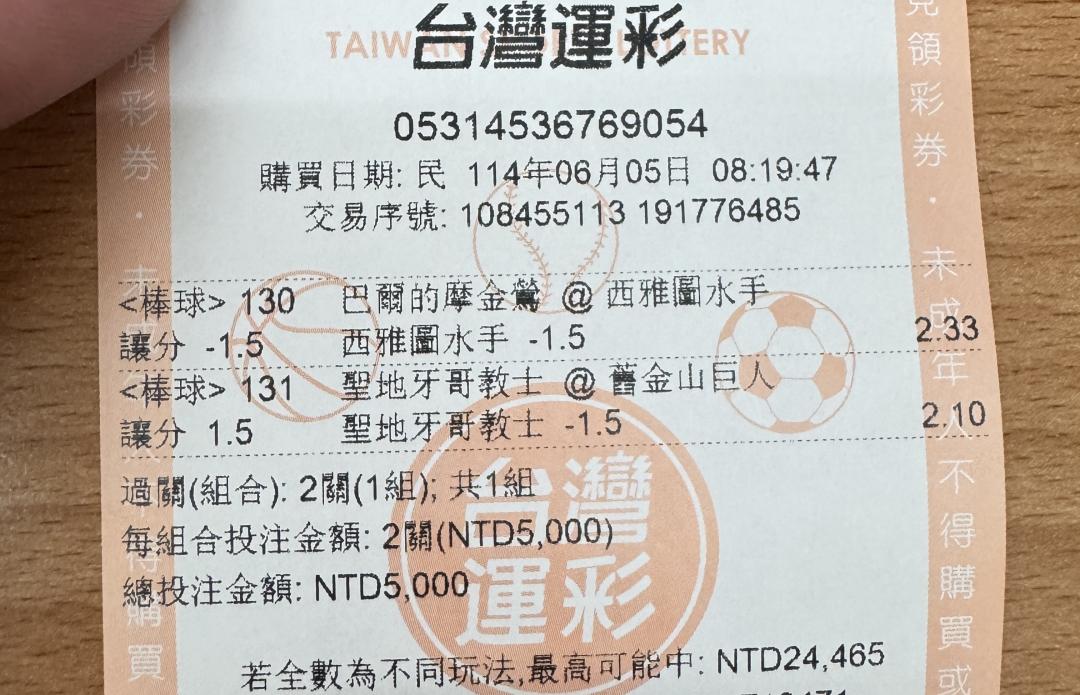 台灣運彩
TAIWAN S LOTTERY
05314536769054
購買日期: 民 114年06月05日 08:19:47
交易序號: 108455113 191776485
<棒球> 130 巴爾的摩金鶯 @ 西雅圖水手
讓分 -1.5 西雅圖水手 -1.5 2.33
<棒球> 131 聖地牙哥教士 @ 舊金山巨人
讓分 1.5 聖地牙哥教士 -1.5 2.10
過關(組合): 2關(1組); 共1組
每組合投注金額: 2關(NTD5,000)
總投注金額: NTD5,000
若全數為不同玩法,最高可能中: NTD24,465
台灣
運彩
領彩券.未
得購買
領彩券.未成年人不得購買或